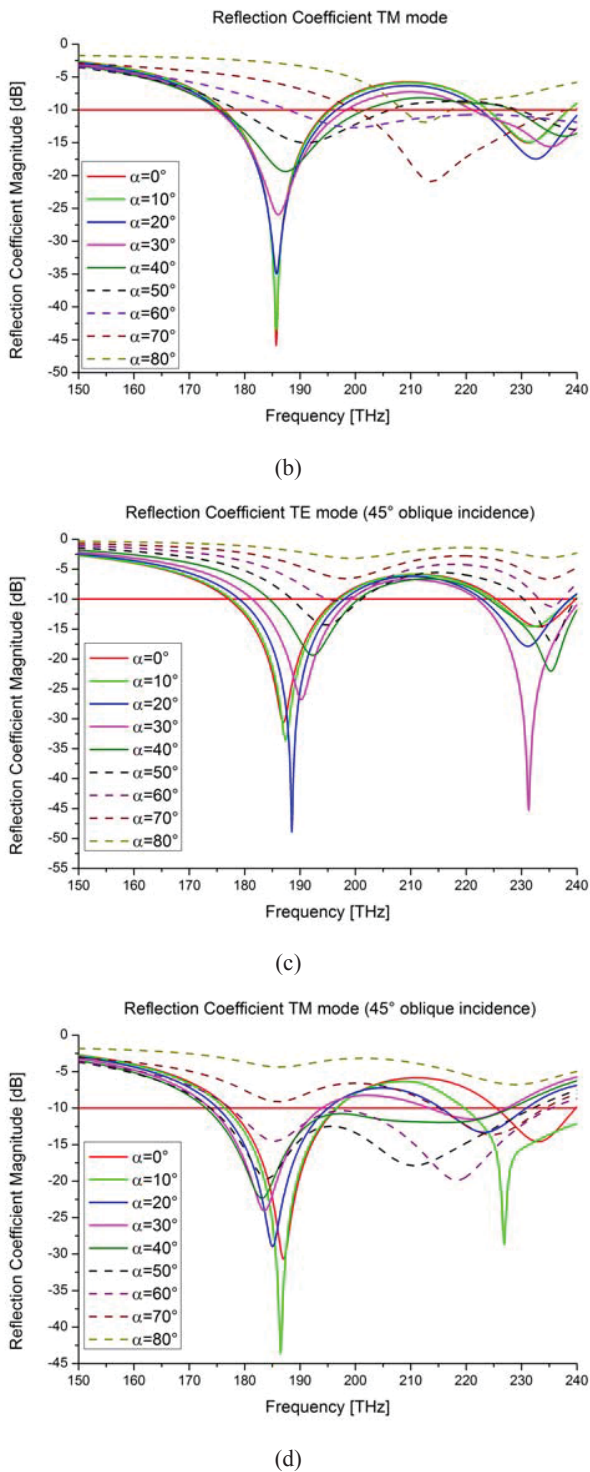 Reflection Coefficient TM mode
Reflection Coefficient Magnitude [dB]
0
-5
-10
-15
-20
-25
-30
-35
-40
-45
-50
α=0°
α=10°
α=20°
α=30°
α=40°
α=50°
α=60°
α=70°
α=80°
150 160 170 180 190 200 210 220 230 240
Frequency [THz]
(b)
Reflection Coefficient TE mode (45° oblique incidence)
Reflection Coefficient Magnitude [dB]
0
-5
-10
-15
-20
-25
-30
-35
-40
-45
-50
-55
α=0°
α=10°
α=20°
α=30°
α=40°
α=50°
α=60°
α=70°
α=80°
150 160 170 180 190 200 210 220 230 240
Frequency [THz]
(c)
Reflection Coefficient TM mode (45° oblique incidence)
Reflection Coefficient Magnitude [dB]
0
-5
-10
-15
-20
-25
-30
-35
-40
-45
α=0°
α=10°
α=20°
α=30°
α=40°
α=50°
α=60°
α=70°
α=80°
150 160 170 180 190 200 210 220 230 240
Frequency [THz]
(d)